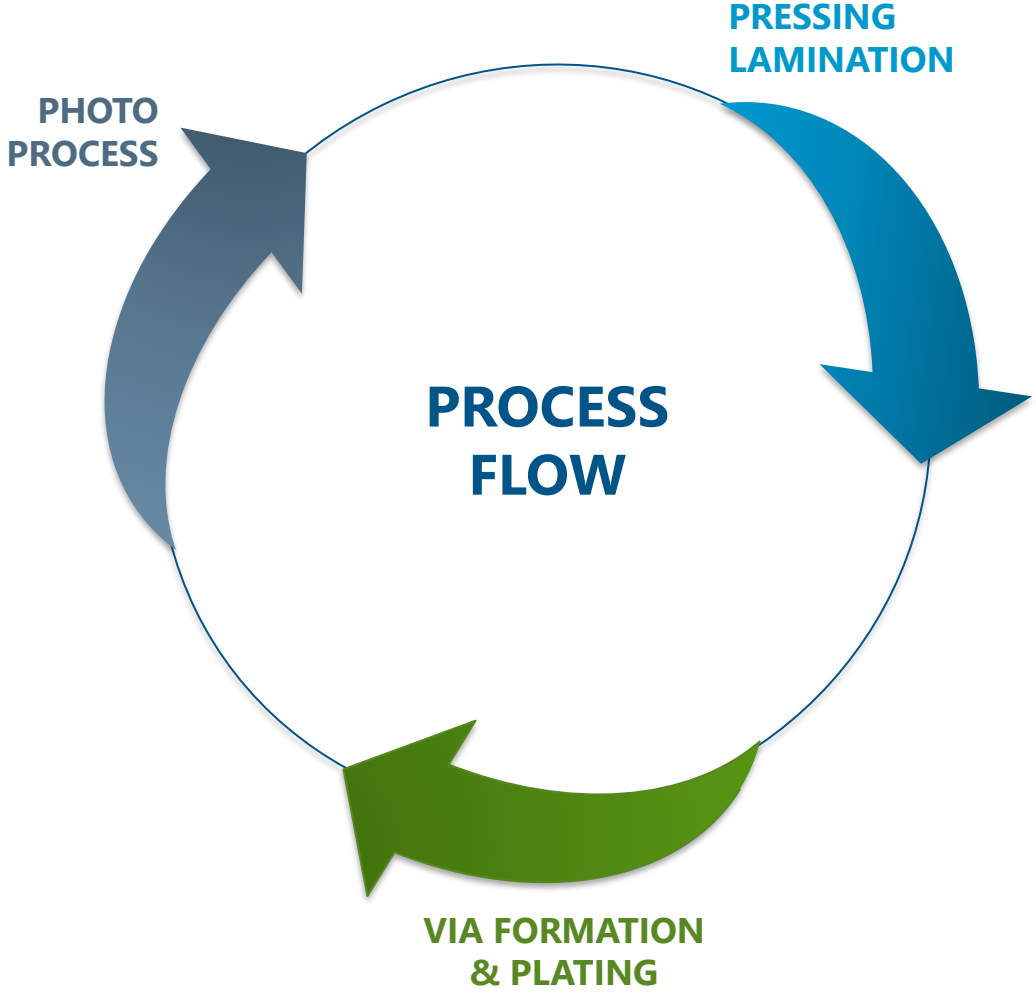 PRESSING
LAMINATION
PHOTO
PROCESS
PROCESS
FLOW
VIA FORMATION
& PLATING